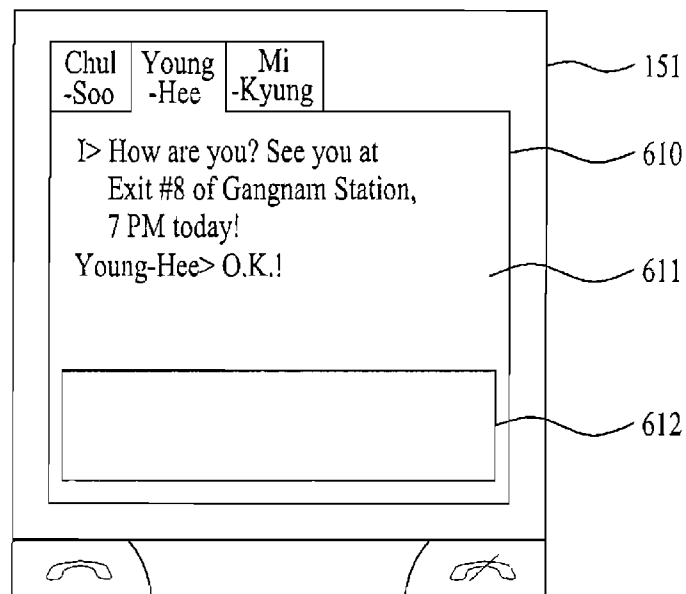 Chul
-Soo
Young
-Hee
Mi
-Kyung
I> How are you? See you at
Exit #8 of Gangnam Station,
7 PM today!
Young-Hee> O.K.!
151
610
611
612